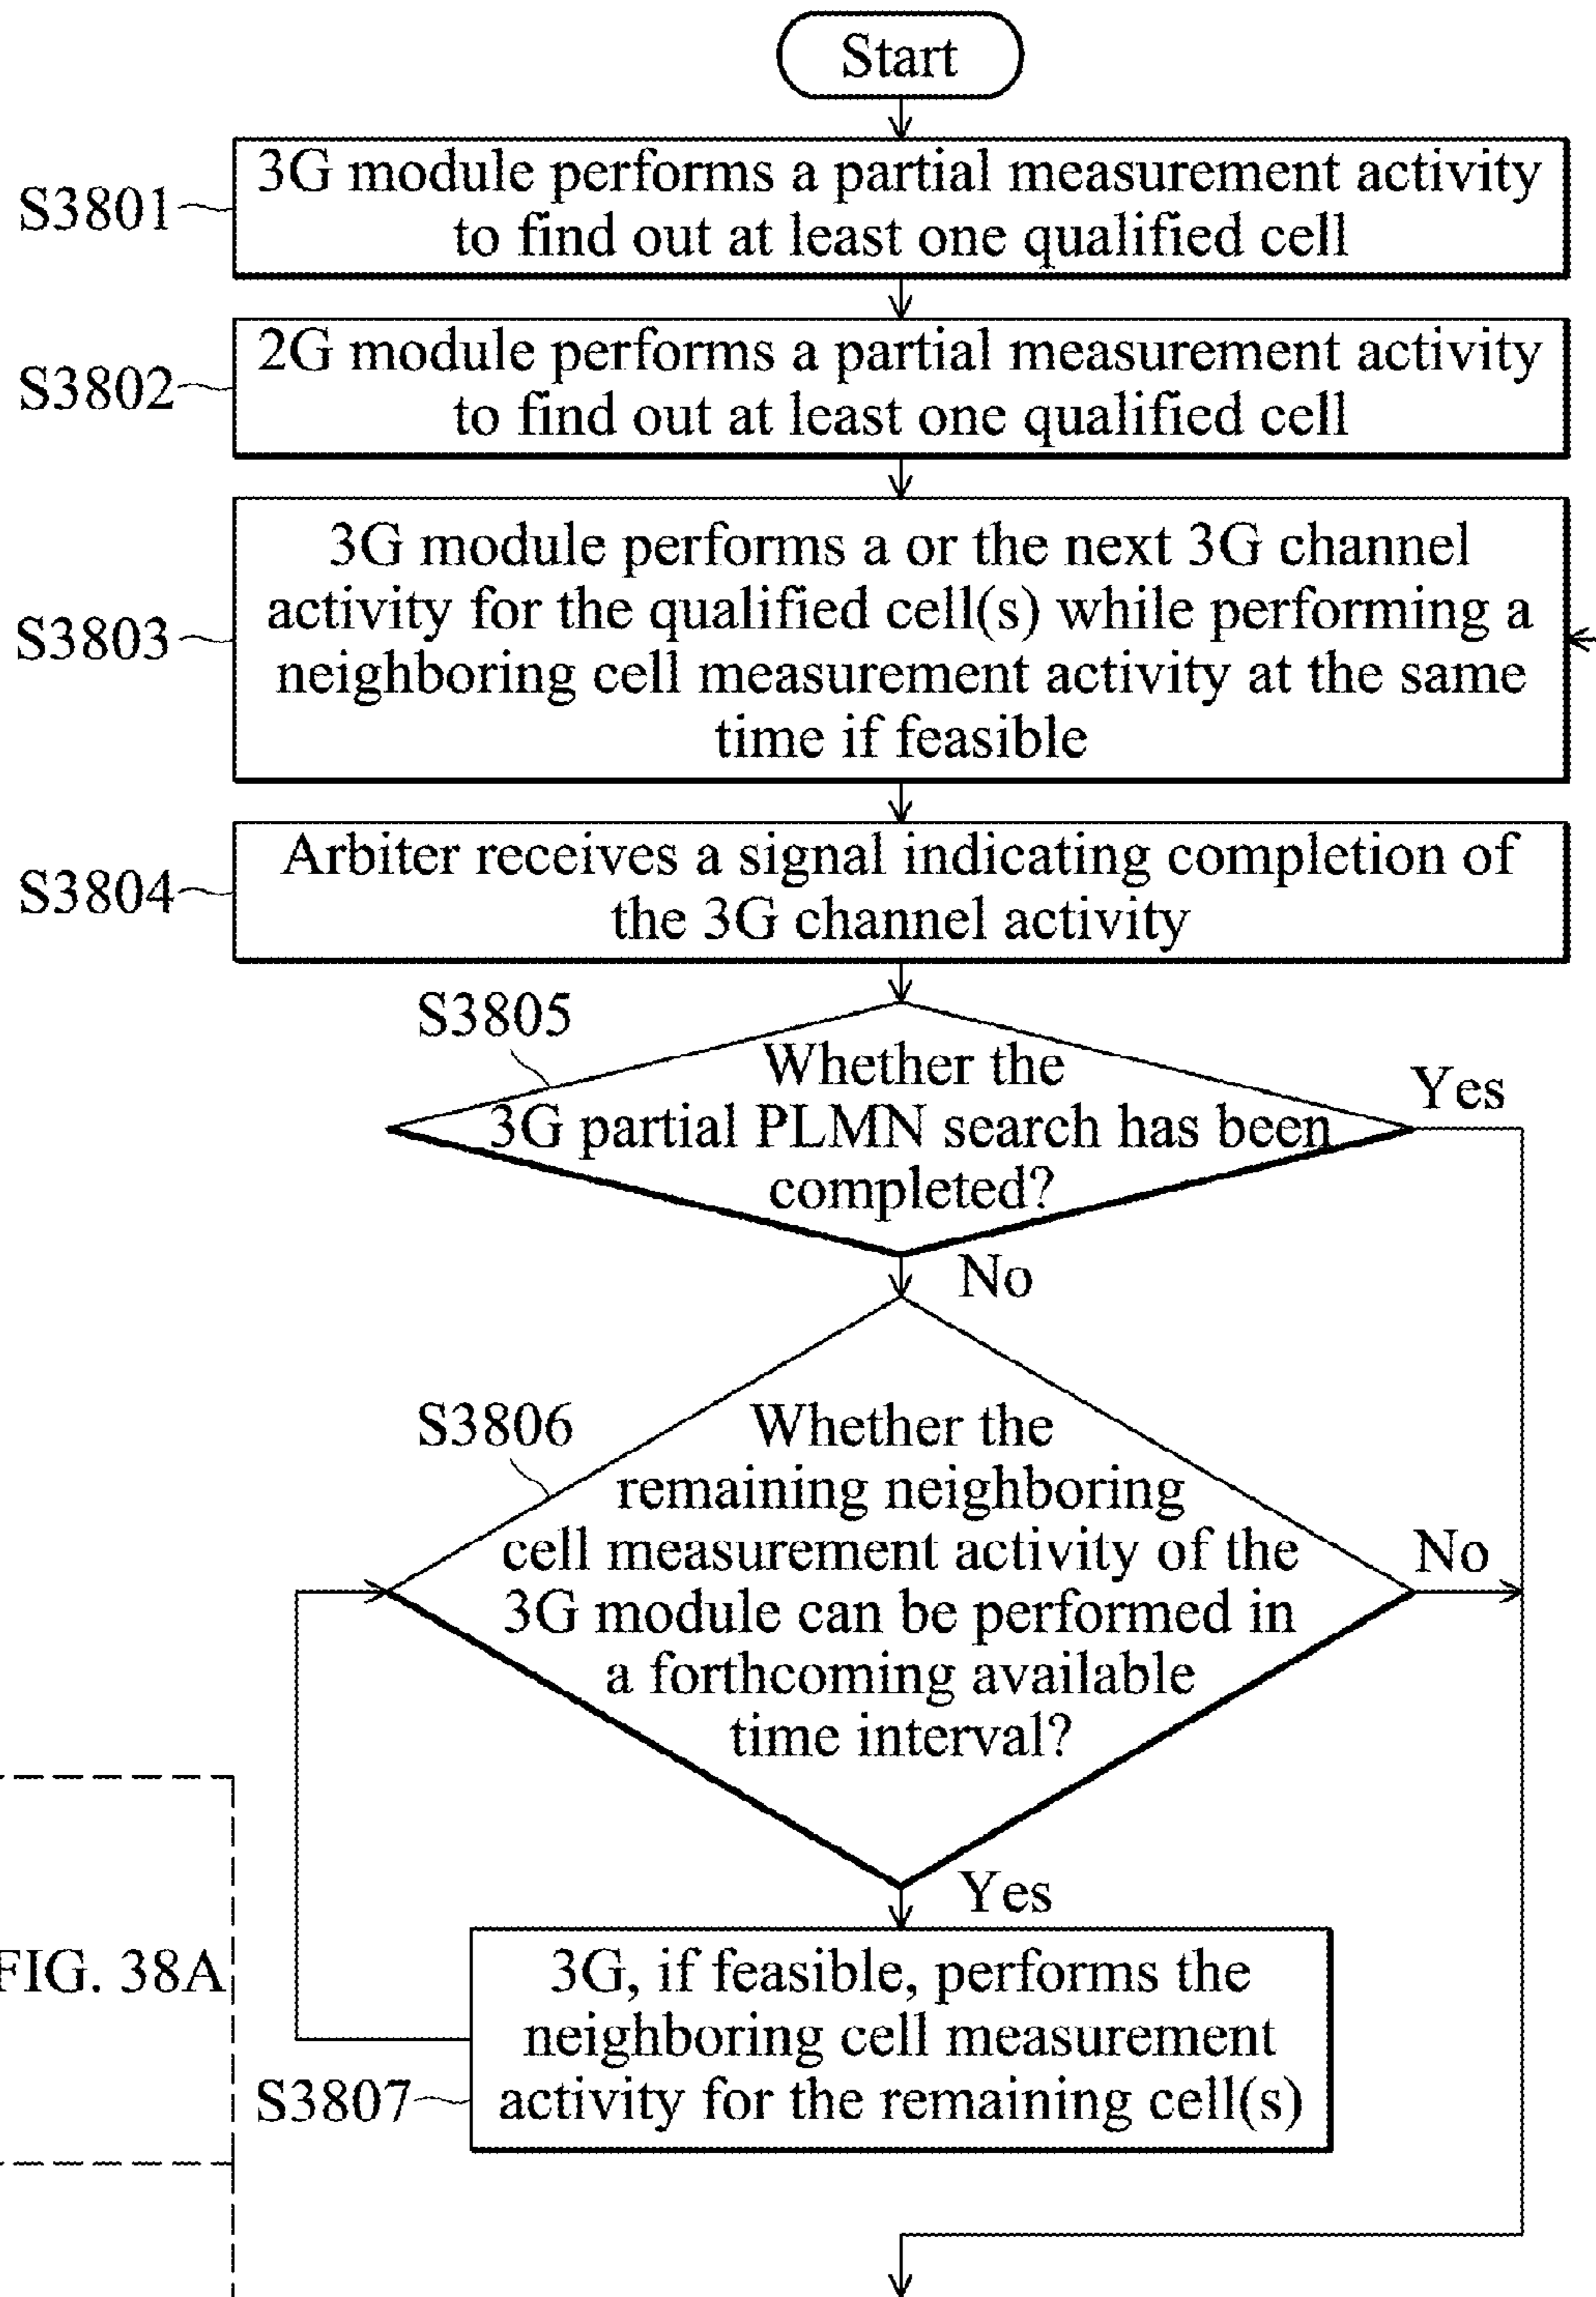 Start
S3801
3G module performs a partial measurement activity
to find out at least one qualified cell
S3802
2G module performs a partial measurement activity
to find out at least one qualified cell
S3803
3G module performs a or the next 3G channel
activity for the qualified cell(s) while performing a
neighboring cell measurement activity at the same
time if feasible
S3804
Arbiter receives a signal indicating completion of
the 3G channel activity
S3805
Whether the
3G partial PLMN search has been
completed?
Yes
No
S3806
Whether the
remaining neighboring
cell measurement activity of the
3G module can be performed in
a forthcoming available
time interval?
No
Yes
FIG. 38A
S3807
3G, if feasible, performs the
neighboring cell measurement
activity for the remaining cell(s)